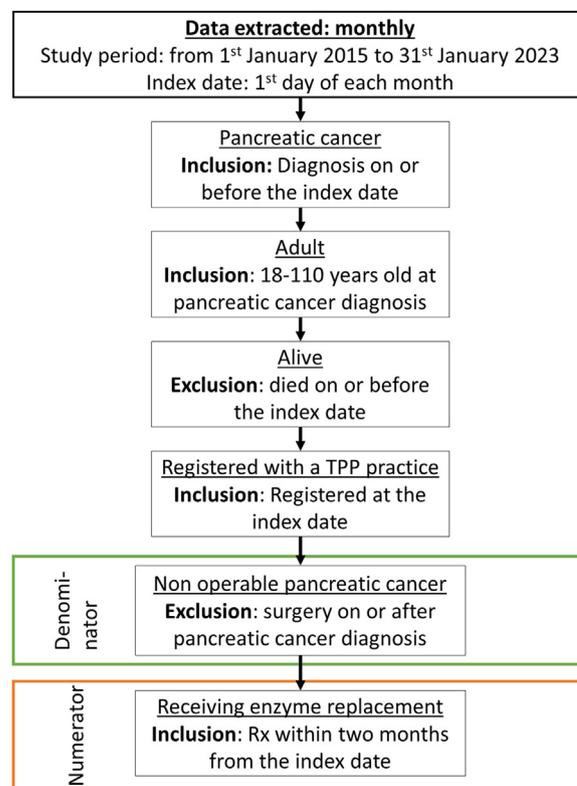 Data extracted: monthly
Study period: from 1st January 2015 to 31st January 2023
Index date: 1st day of each month
Pancreatic cancer
Inclusion: Diagnosis on or
before the index date
Adult
Inclusion: 18-110 years old at
pancreatic cancer diagnosis
Alive
Exclusion: died on or before
the index date
Registered with a TPP practice
Inclusion: Registered at the
index date
Denomi-
nator
Non operable pancreatic cancer
Exclusion: surgery on or after
pancreatic cancer diagnosis
Numerator
Receiving enzyme replacement
Inclusion: Rx within two months
from the index date